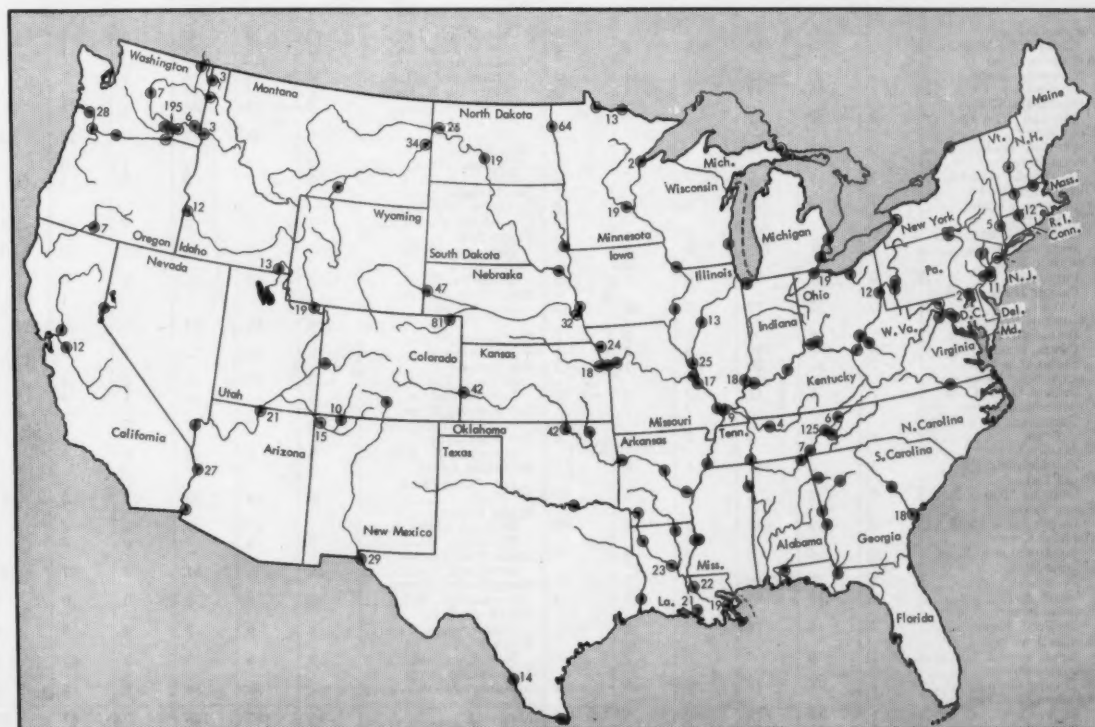 Washington
3
7
195
6
3
28
Montana
North Dakota
26
64
34
19
13
2
Mich.
Wisconsin
Michigan
19
Minnesota
Maine
Vt.
N.H.
Mass.
12
R.I.
Conn.
5
New York
Oregon
7
Idaho
12
13
Wyoming
South Dakota
Nebraska
47
32
Iowa
Illinois
13
Indiana
Ohio
19
12
Pa.
N.J.
11
2
D.C.
Del.
Md.
W. Va.
Virginia
Nevada
19
81
Utah
Colorado
Kansas
24
18
25
17
18
Kentucky
12
California
27
21
Arizona
15
10
42
Oklahoma
42
Missouri
9
Tenn.
4
6
125
7
N. Carolina
S. Carolina
18
Texas
Arkansas
New Mexico
29
Miss.
Alabama
Georgia
23
22
La.
21
19
Florida
14